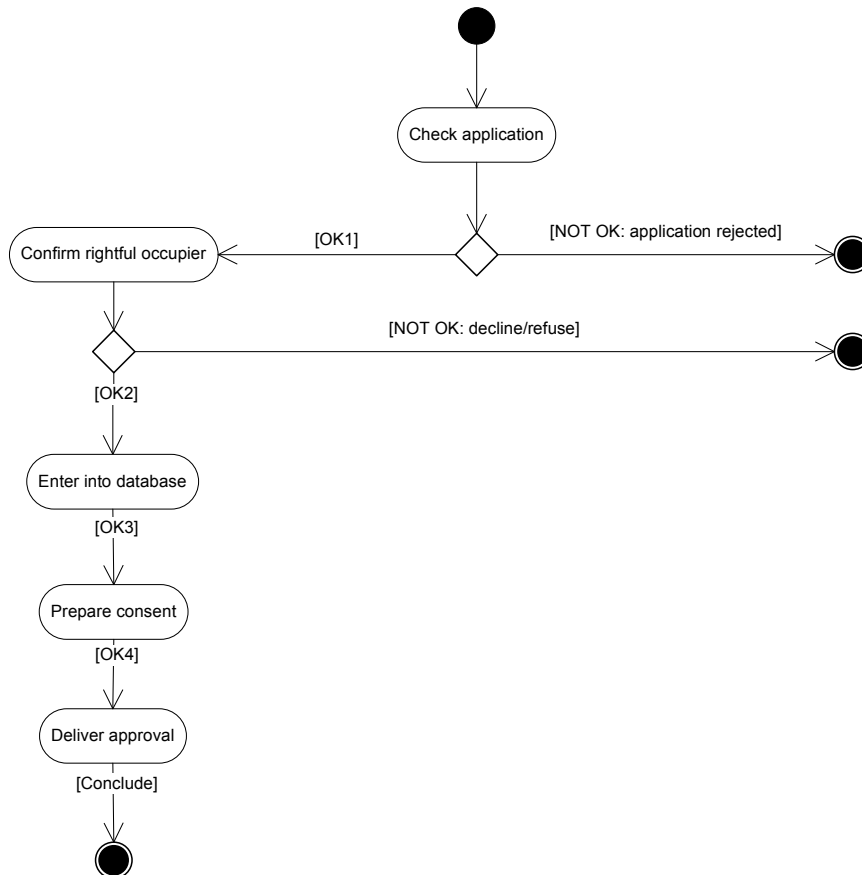 Check application
[OK1]
[NOT OK: application rejected]
Confirm rightful occupier
[NOT OK: decline/refuse]
[OK2]
Enter into database
[OK3]
Prepare consent
[OK4]
Deliver approval
[Conclude]